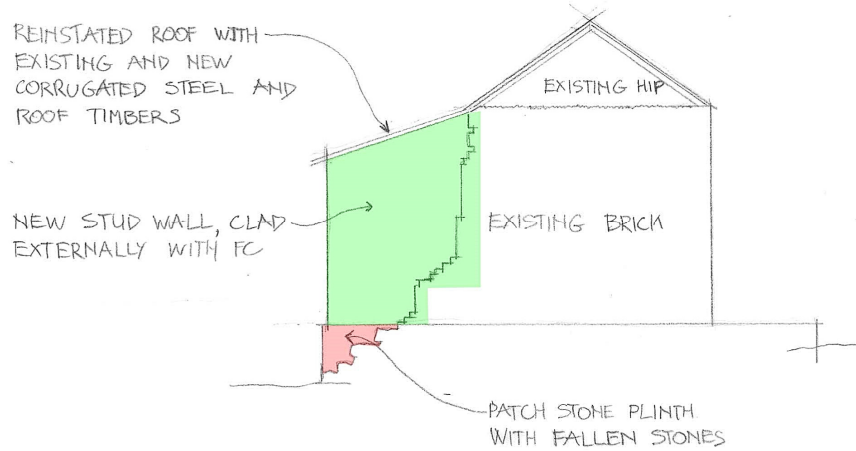 REINSTATED ROOF WITH
EXISTING AND NEW
CORRUGATED STEEL AND
ROOF TIMBERS
EXISTING HIP
NEW STUD WALL, CLAD
EXTERNALLY WITH FC
EXISTING BRICK
PATCH STONE PLINTH
WITH FALLEN STONES